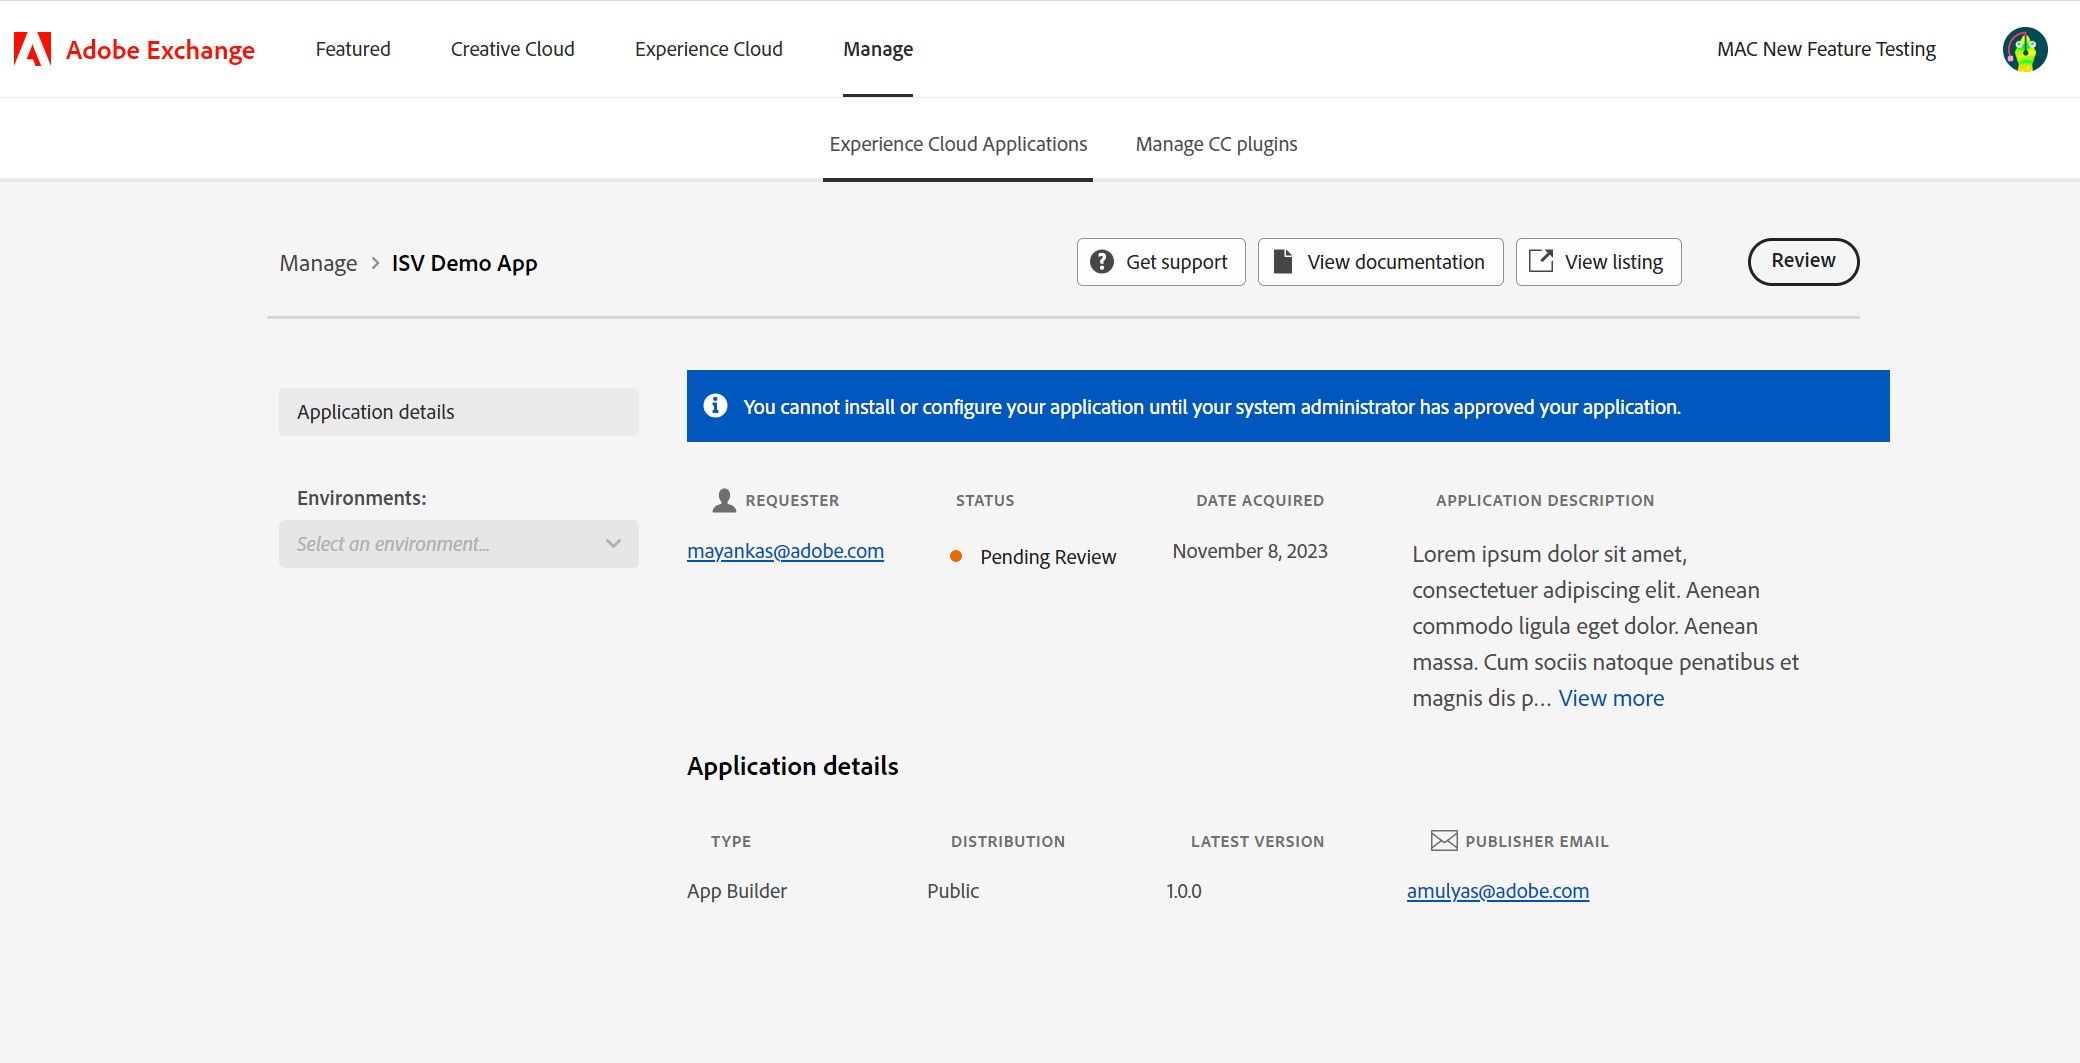 Adobe Exchange
Featured
Creative Cloud
Experience Cloud
Manage
MAC New Feature Testing
Experience Cloud Applications
Manage CC plugins
Manage > ISV Demo App
Get support
View documentation
View listing
Review
Application details
Environments:
Select an environment...
You cannot install or configure your application until your system administrator has approved your application.
REQUESTER
STATUS
DATE ACQUIRED
APPLICATION DESCRIPTION
mayankas@adobe.com
Pending Review
November 8, 2023
Lorem ipsum dolor sit amet,
consectetuer adipiscing elit. Aenean
commodo ligula eget dolor. Aenean
massa. Cum sociis natoque penatibus et
magnis dis p... View more
Application details
TYPE
DISTRIBUTION
LATEST VERSION
PUBLISHER EMAIL
App Builder
Public
1.0.0
amulyas@adobe.com